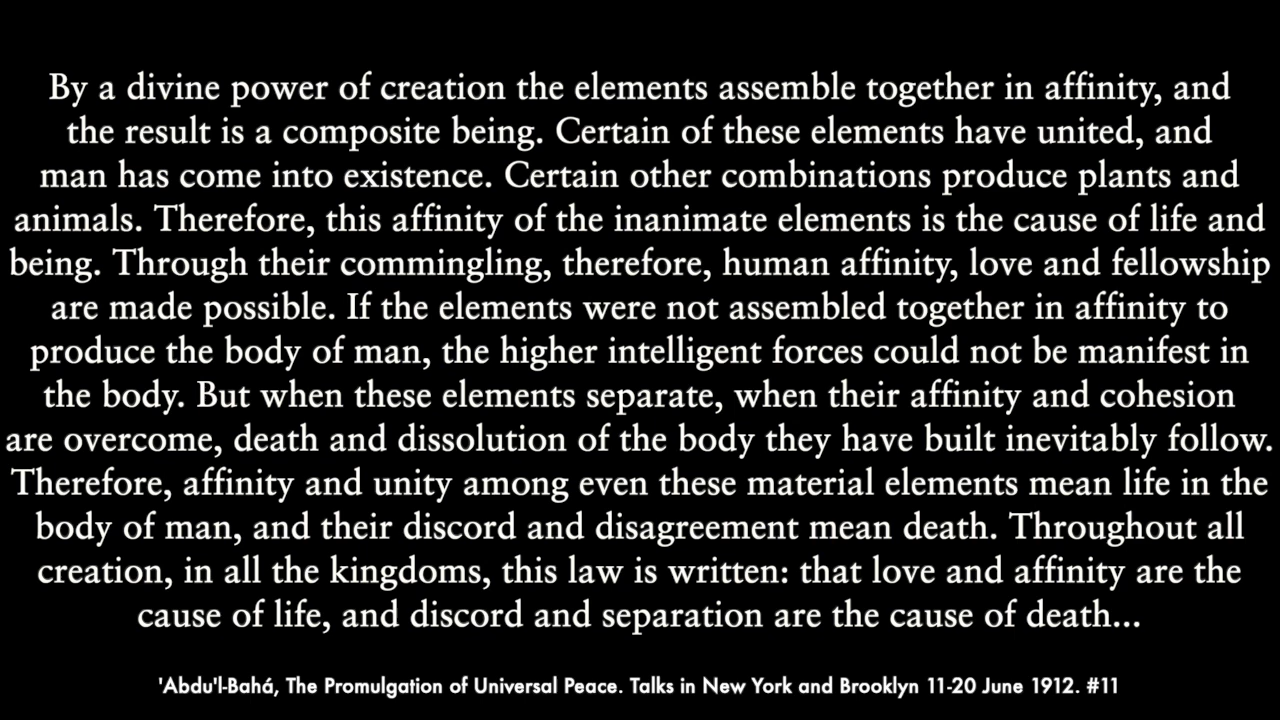 By a divine power of creation the elements assemble together in affinity, and
the result is a composite being. Certain of these elements have united, and
man has come into existence. Certain other combinations produce plants and
animals. Therefore, this affinity of the inanimate elements is the cause of life and
being. Through their commingling, therefore, human affinity, love and fellowship
are made possible. If the elements were not assembled together in affinity to
produce the body of man, the higher intelligent forces could not be manifest in
the body. But when these elements separate, when their affinity and cohesion
are overcome, death and dissolution of the body they have built inevitably follow.
Therefore, affinity and unity among even these material elements mean life in the
body of man, and their discord and disagreement mean death. Throughout all
creation, in all the kingdoms, this law is written: that love and affinity are the
cause of life, and discord and separation are the cause of death...
'Abdu'l-Bahá, The Promulgation of Universal Peace. Talks in New York and Brooklyn 11-20 June 1912. #11